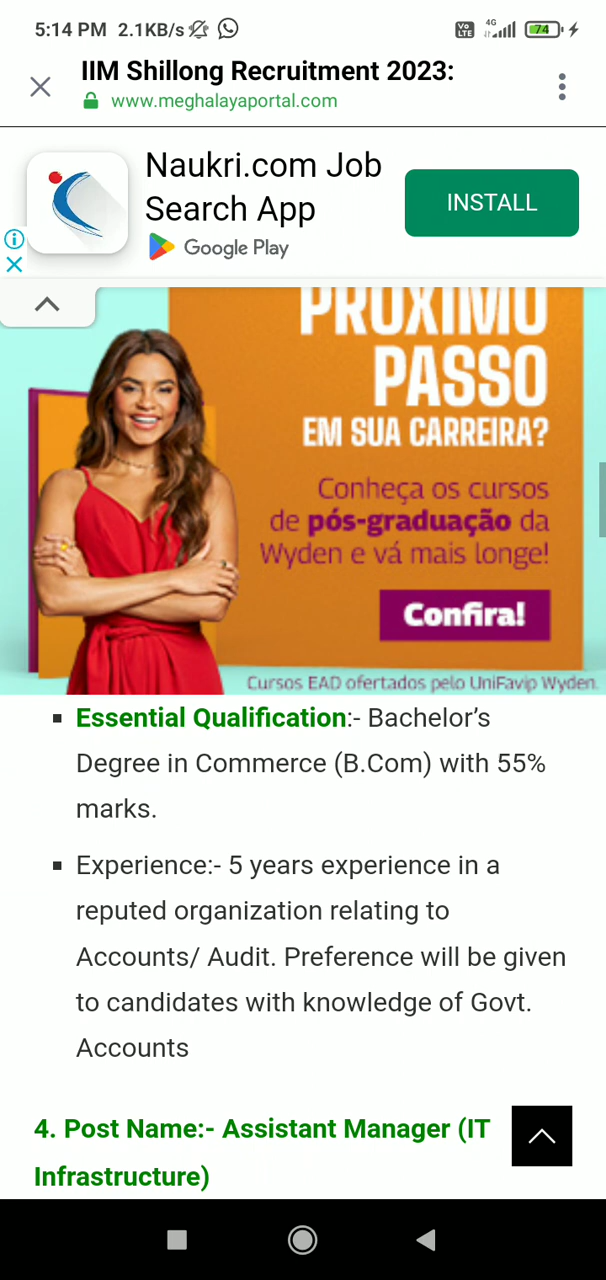 5:14 PM 2.1KB/s
Vo LTE 4G 74
IIM Shillong Recruitment 2023:
www.meghalayaportal.com
Naukri.com Job
Search App
INSTALL
Google Play
PRÓXIMO
PASSO
EM SUA CARREIRA?
Conheça os cursos
de pós-graduação da
Wyden e vá mais longe!
Confira!
Cursos EAD ofertados pelo UniFavip Wyden.
Essential Qualification:- Bachelor’s
Degree in Commerce (B.Com) with 55%
marks.
Experience:- 5 years experience in a
reputed organization relating to
Accounts/ Audit. Preference will be given
to candidates with knowledge of Govt.
Accounts
4. Post Name:- Assistant Manager (IT
Infrastructure)